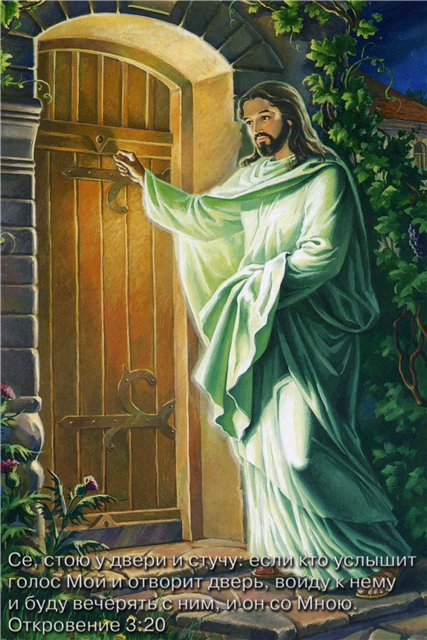 Се, стою у двери и стучу: если кто услышит
голос Мой и отворит дверь, войду к нему
и буду вечерять с ним, и он со Мною.
Откровение 3:20